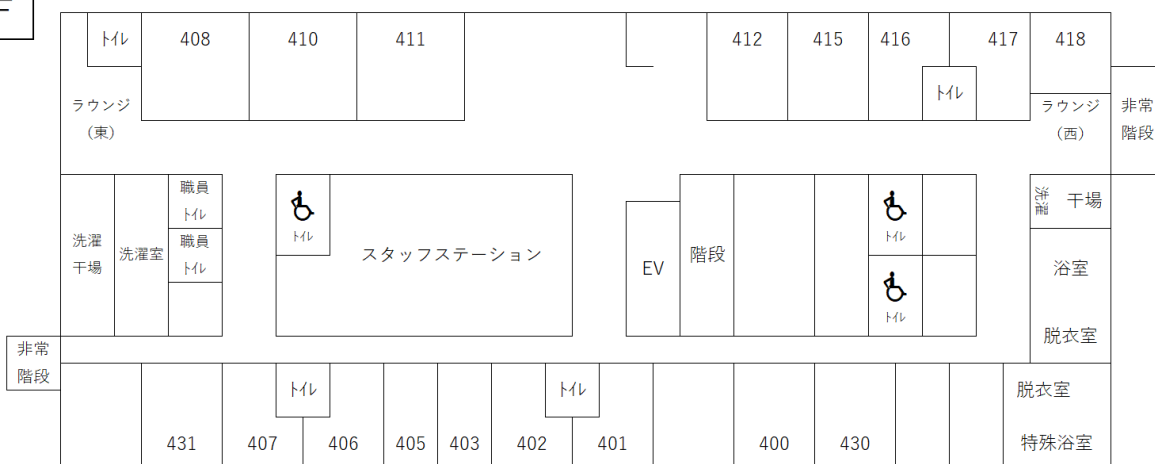 トイレ 408 410 411 412 415 416 417 418
トイレ
ラウンジ
(東)
ラウンジ
(西)
非常
階段
職員
トイレ
洗濯
干場
洗濯室
職員
トイレ
トイレ
スタッフステーション
EV
階段
トイレ
トイレ
洗濯 干場
浴室
脱衣室
非常
階段
トイレ
トイレ
脱衣室
431 407 406 405 403 402 401 400 430 特殊浴室